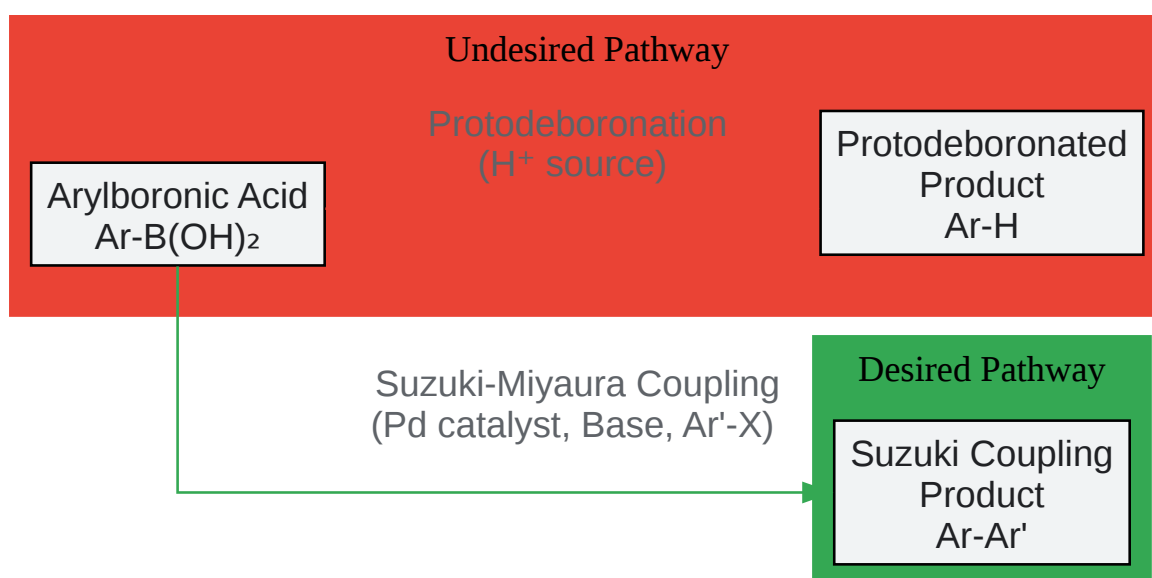 Undesired Pathway
Protodeboronation
(H⁺ source)
Protodeboronated
Product
Ar-H
Arylboronic Acid
Ar-B(OH)₂
Suzuki-Miyaura Coupling
(Pd catalyst, Base, Ar'-X)
Desired Pathway
Suzuki Coupling
Product
Ar-Ar'